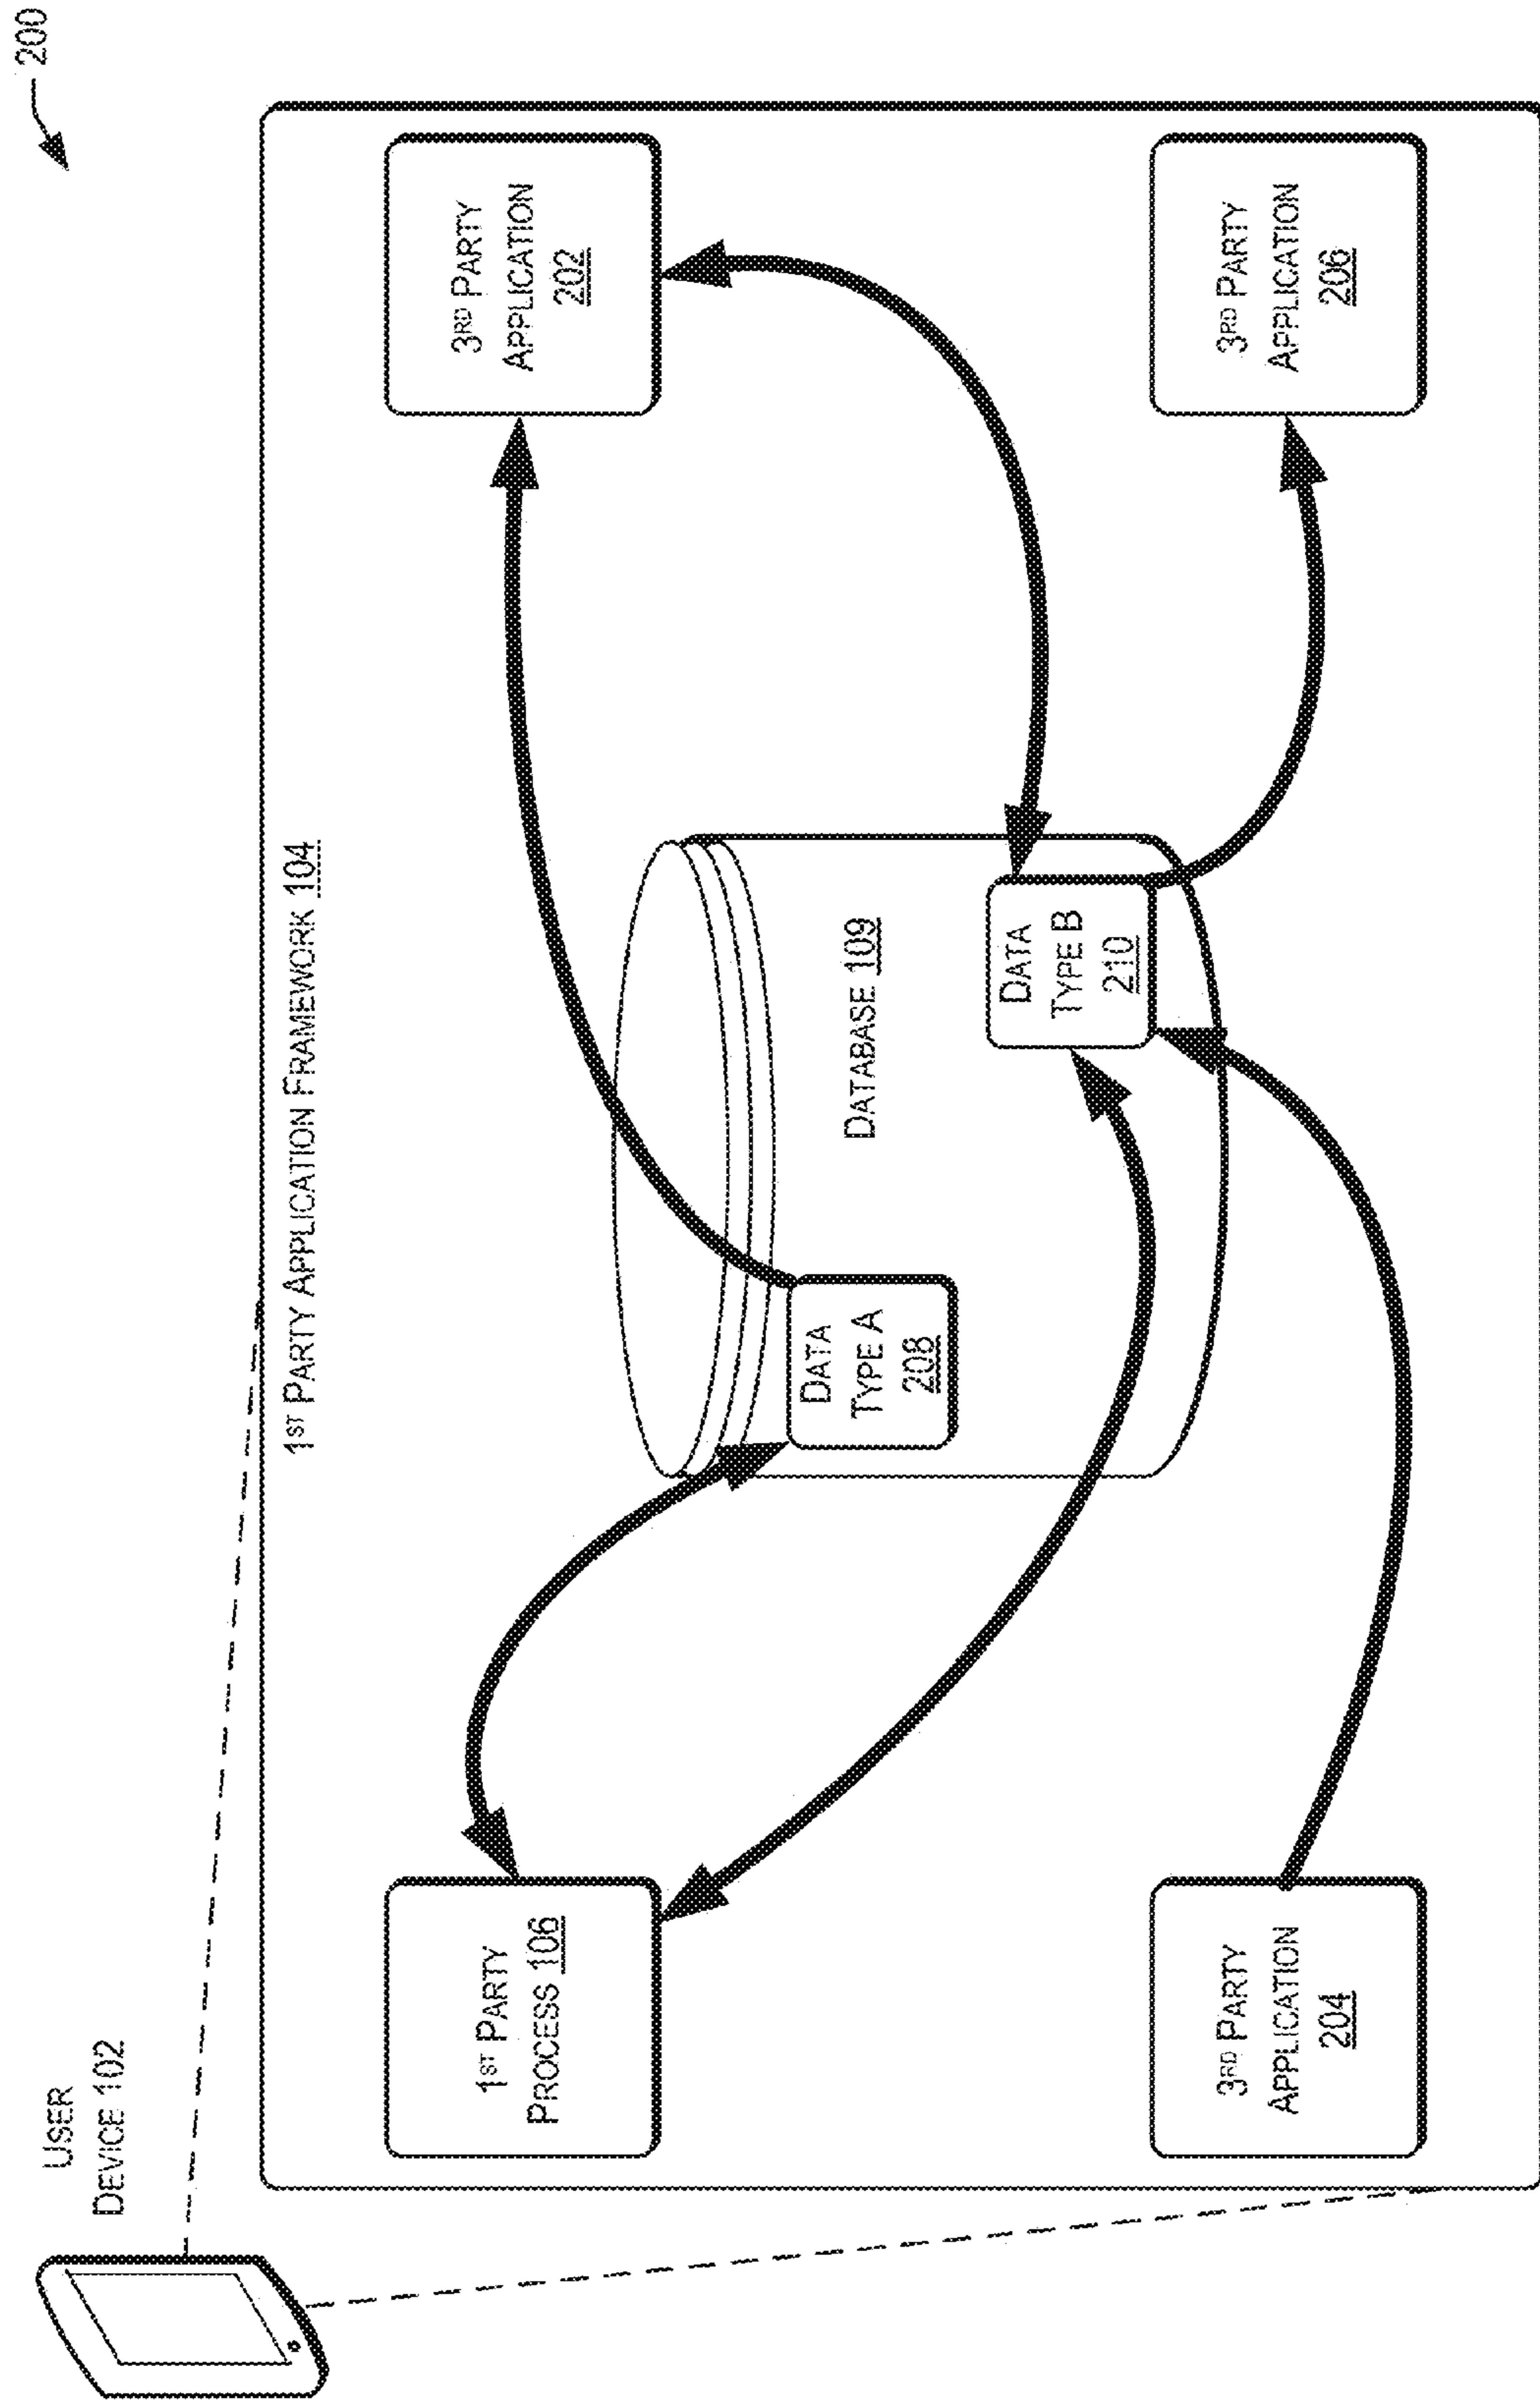 200
USER
DEVICE 102
1ST PARTY APPLICATION FRAMEWORK 104
1ST PARTY
PROCESS 106
3RD PARTY
APPLICATION
202
DATABASE 109
DATA
TYPE A
208
DATA
TYPE B
210
3RD PARTY
APPLICATION
204
3RD PARTY
APPLICATION
206